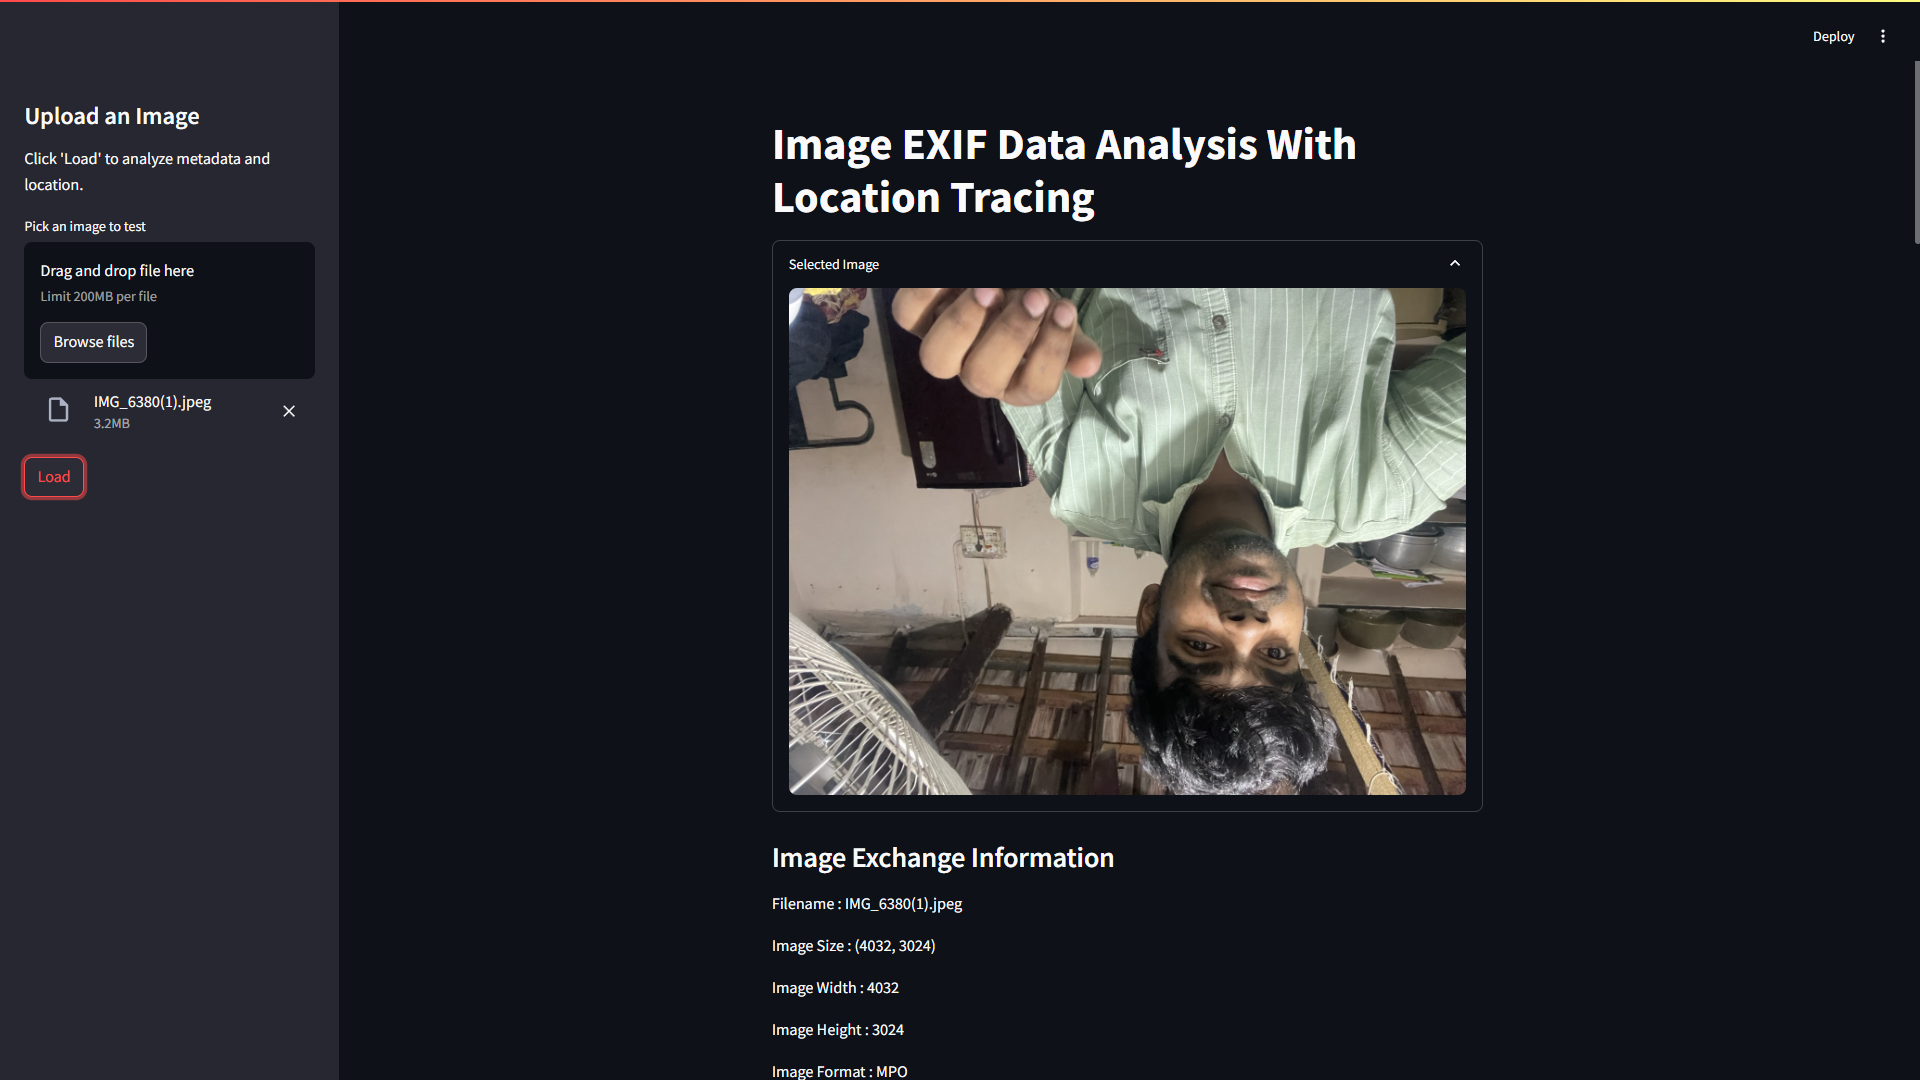 Deploy
Upload an Image
Click 'Load' to analyze metadata and
location.
Pick an image to test
Drag and drop file here
Limit 200MB per file
Browse files
IMG_6380(1).jpeg
3.2MB
Load
Image EXIF Data Analysis With
Location Tracing
Selected Image
Image Exchange Information
Filename : IMG_6380(1).jpeg
Image Size : (4032, 3024)
Image Width : 4032
Image Height : 3024
Image Format : MPO